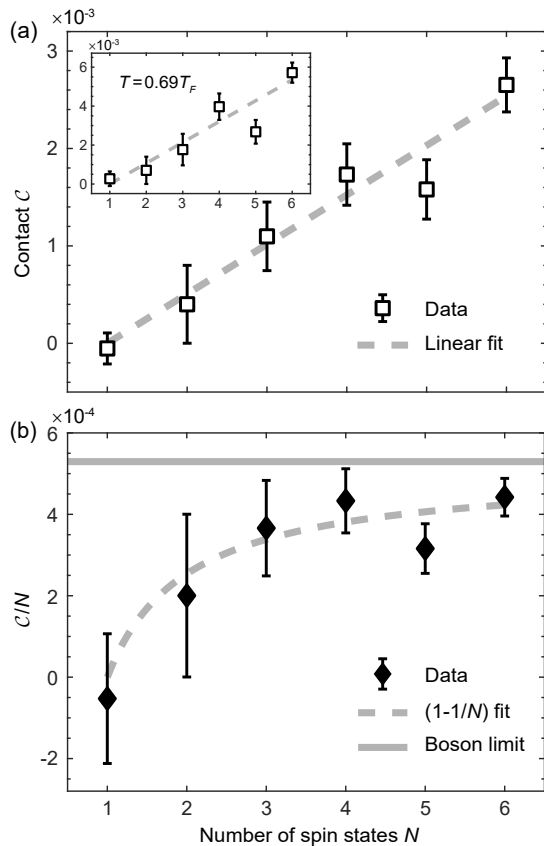 (a)
×10⁻³
3
2
1
0
Contact 𝒞
×10⁻³
6
4
2
0
T=0.69T_F
1 2 3 4 5 6
Data
Linear fit
(b)
×10⁻⁴
6
4
2
0
-2
𝒞/N
Data
(1-1/N) fit
Boson limit
1 2 3 4 5 6
Number of spin states N